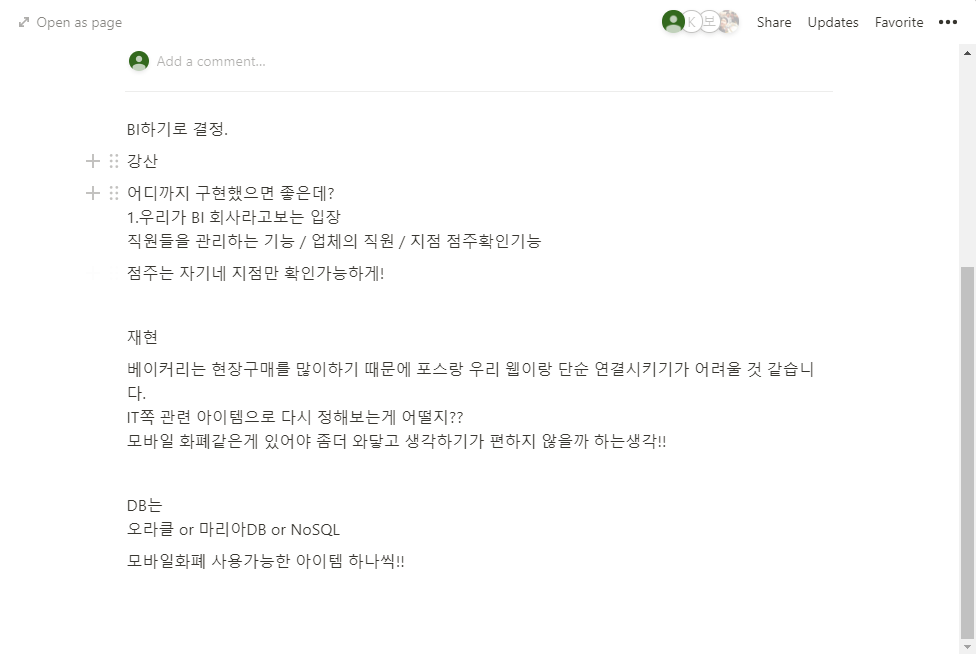 Open as page
K 보
Share Updates Favorite
Add a comment...
BI하기로 결정.
강산
어디까지 구현했으면 좋은데?
1.우리가 BI 회사라고보는 입장
직원들을 관리하는 기능 / 업체의 직원 / 지점 점주확인기능
점주는 자기네 지점만 확인가능하게!
재현
베이커리는 현장구매를 많이하기 때문에 포스랑 우리 웹이랑 단순 연결시키기가 어려울 것 같습니
다.
IT쪽 관련 아이템으로 다시 정해보는게 어떨지??
모바일 화폐같은게 있어야 좀더 와닿고 생각하기가 편하지 않을까 하는생각!!
DB는
오라클 or 마리아DB or NoSQL
모바일화폐 사용가능한 아이템 하나씩!!